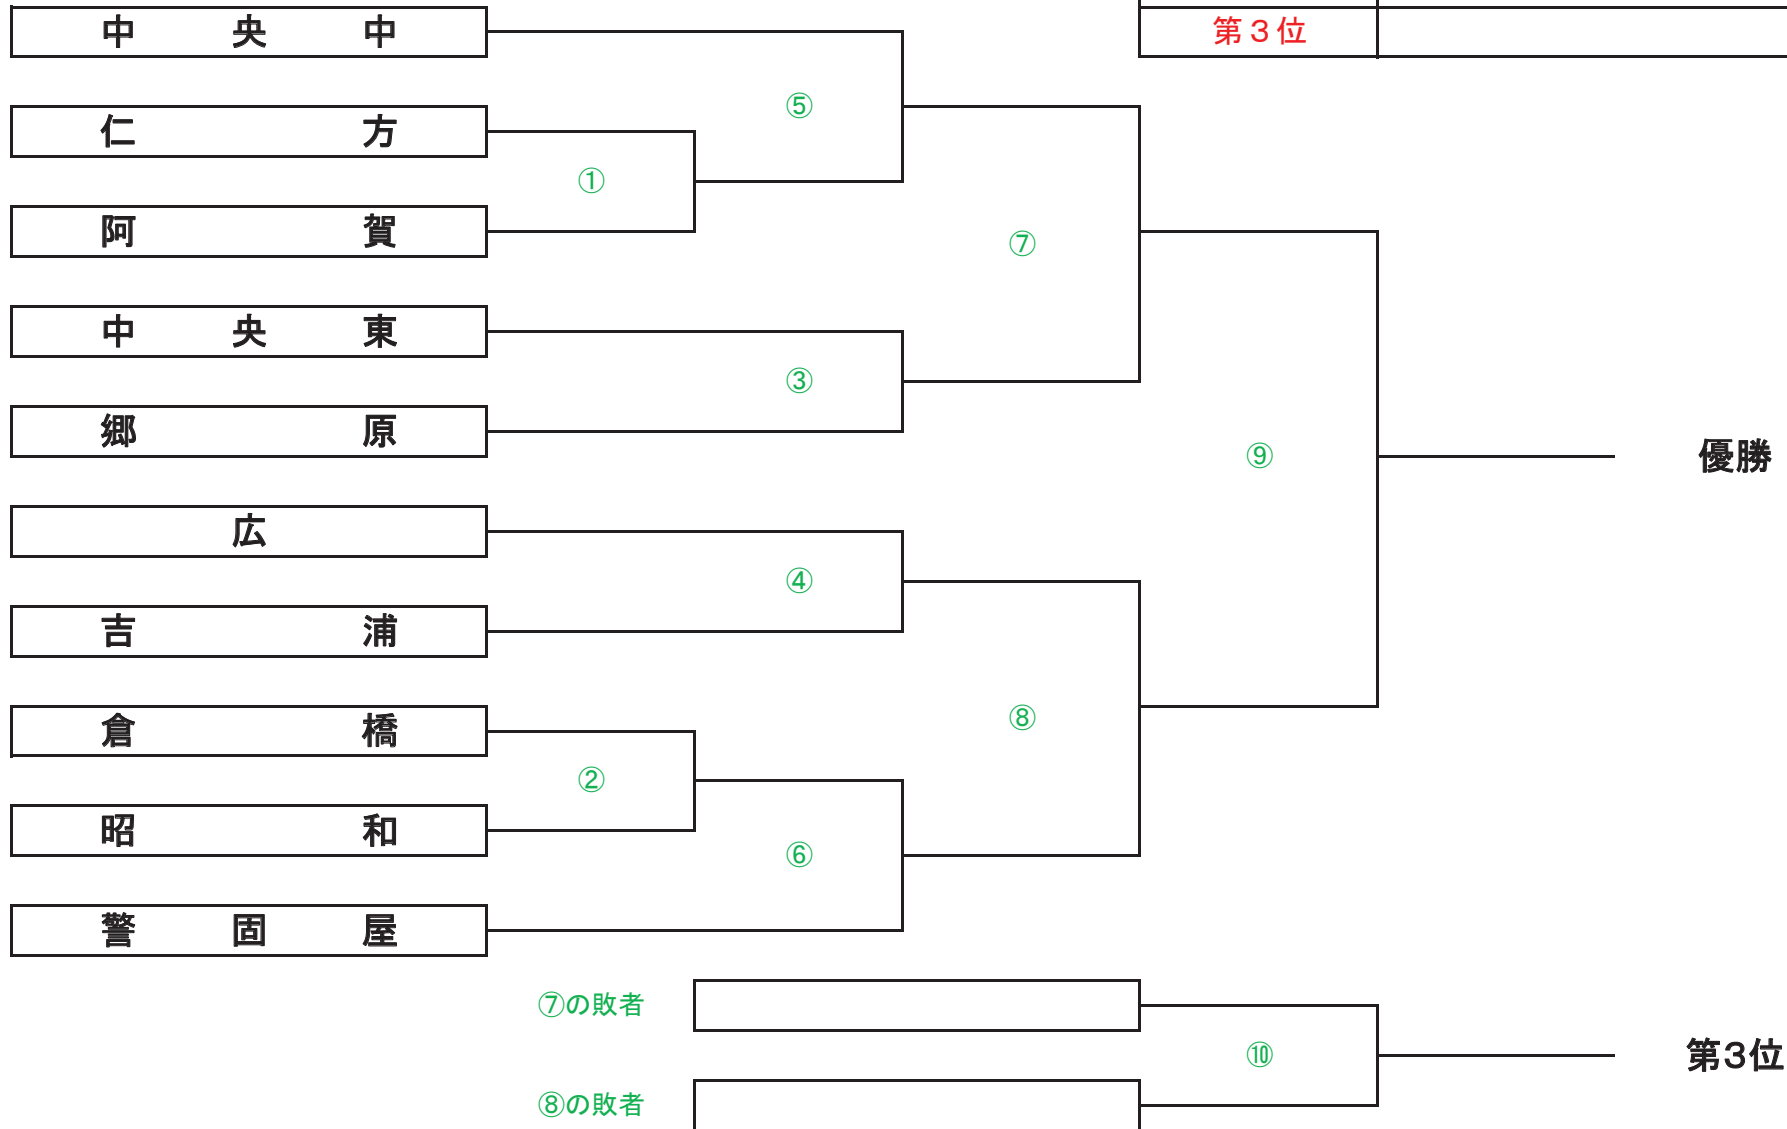 中央中
第３位
⑤
仁方
①
阿賀
⑦
中央東
③
郷原
⑨
優勝
広
④
吉浦
⑧
倉橋
②
昭和
⑥
警固屋
⑦の敗者
⑩
第３位
⑧の敗者